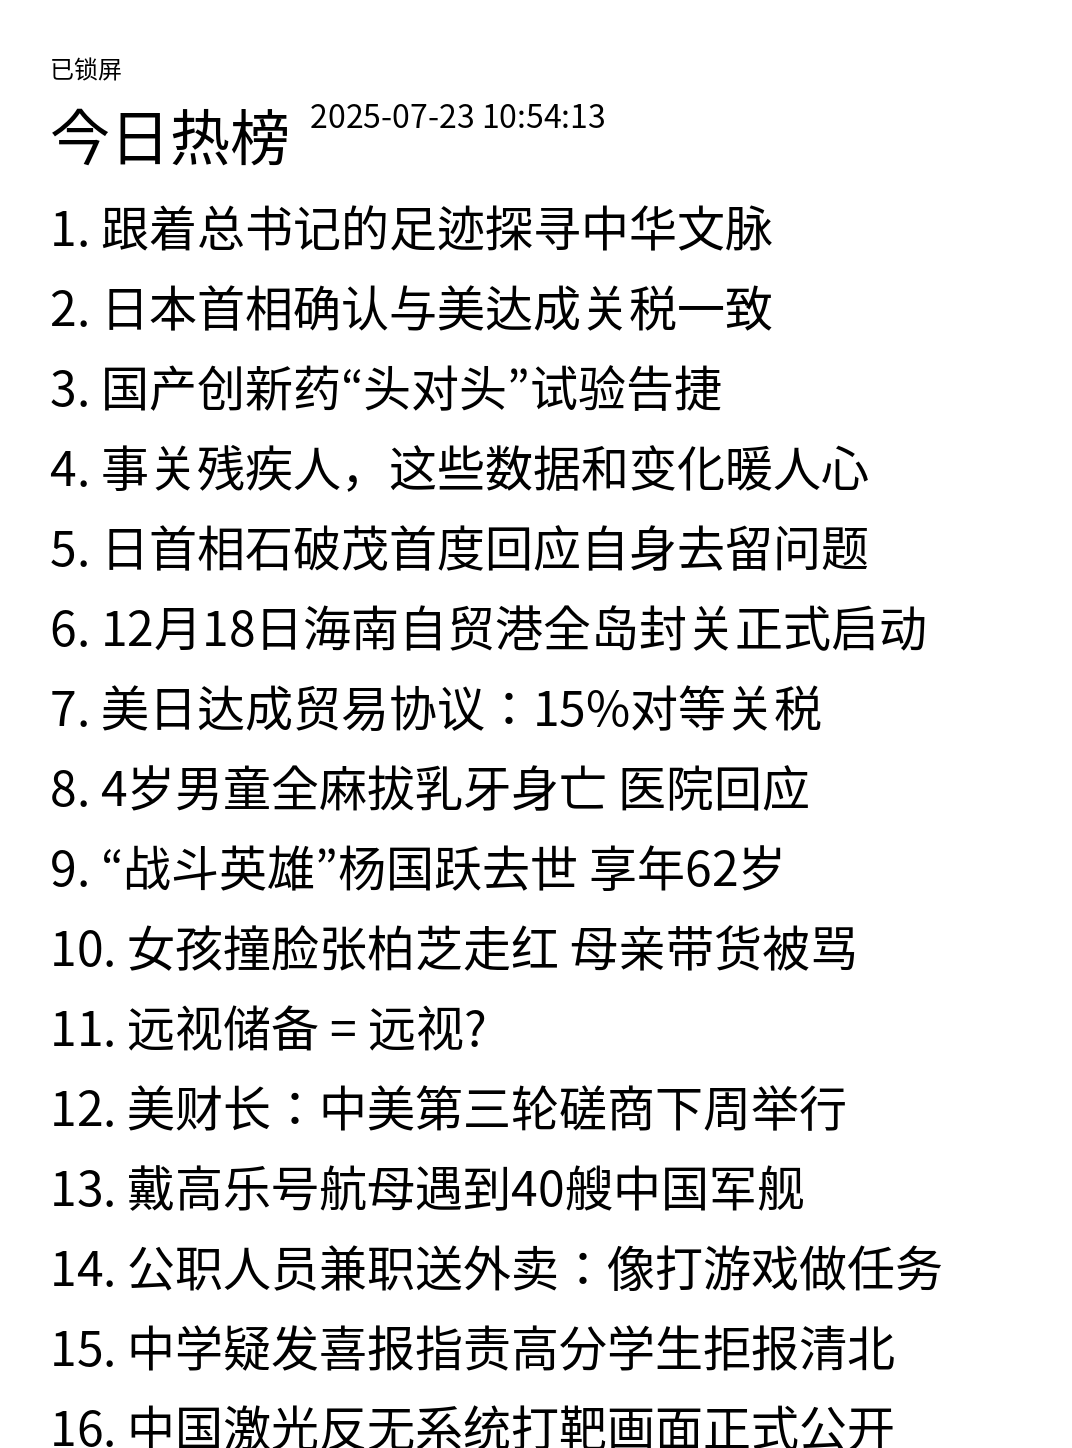 已锁屏
今日热榜 2025-07-23 10:54:13
1. 跟着总书记的足迹探寻中华文脉
2. 日本首相确认与美达成关税一致
3. 国产创新药“头对头”试验告捷
4. 事关残疾人，这些数据和变化暖人心
5. 日首相石破茂首度回应自身去留问题
6. 12月18日海南自贸港全岛封关正式启动
7. 美日达成贸易协议：15%对等关税
8. 4岁男童全麻拔乳牙身亡 医院回应
9. “战斗英雄”杨国跃去世 享年62岁
10. 女孩撞脸张柏芝走红 母亲带货被骂
11. 远视储备 = 远视?
12. 美财长：中美第三轮磋商下周举行
13. 戴高乐号航母遇到40艘中国军舰
14. 公职人员兼职送外卖：像打游戏做任务
15. 中学疑发喜报指责高分学生拒报清北
16. 中国激光反无系统打靶画面正式公开